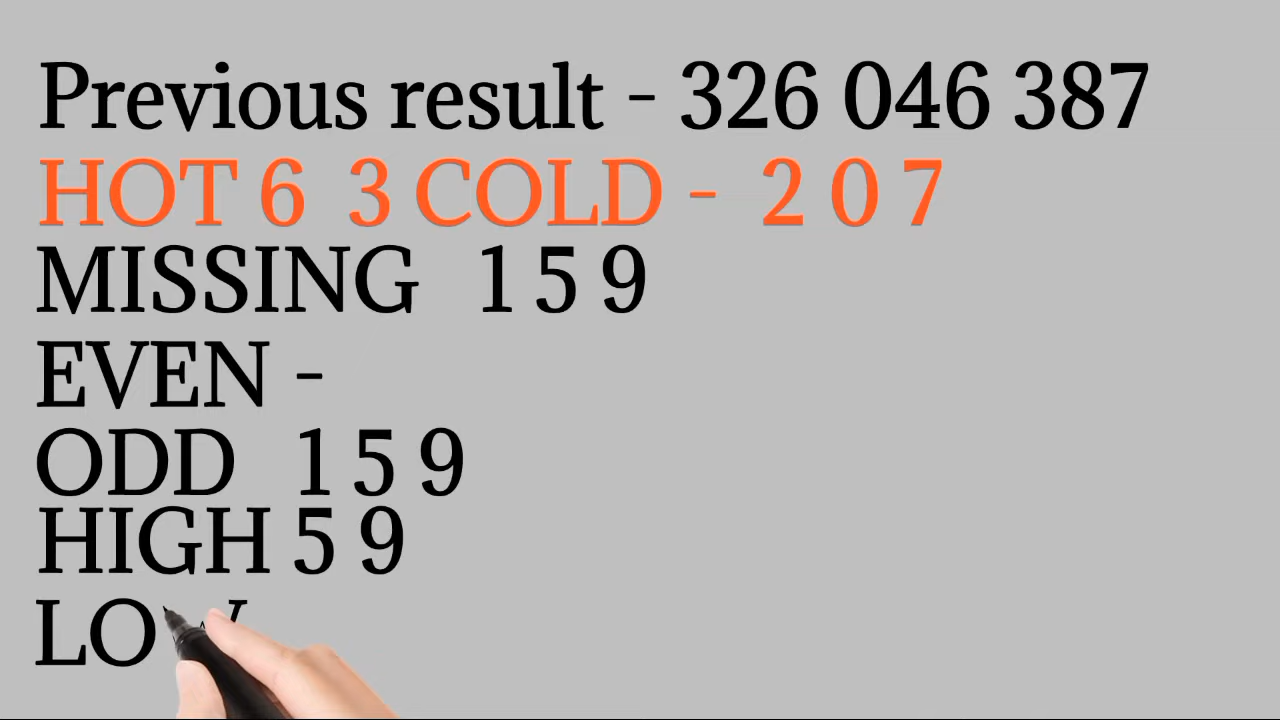 Previous result - 326 046 387
HOT 6 3 COLD - 2 0 7
MISSING 1 5 9
EVEN -
ODD 1 5 9
HIGH 5 9
LOW